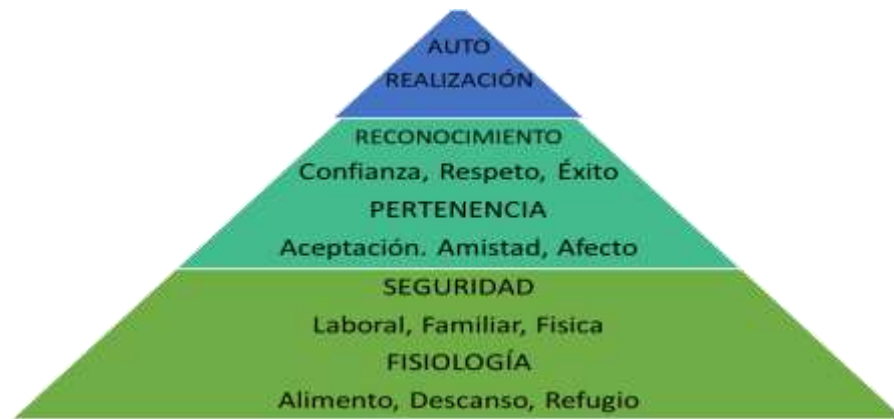 AUTO
REALIZACIÓN
RECONOCIMIENTO
Confianza, Respeto, Éxito
PERTENENCIA
Aceptación. Amistad, Afecto
SEGURIDAD
Laboral, Familiar, Fisica
FISIOLOGÍA
Alimento, Descanso, Refugio